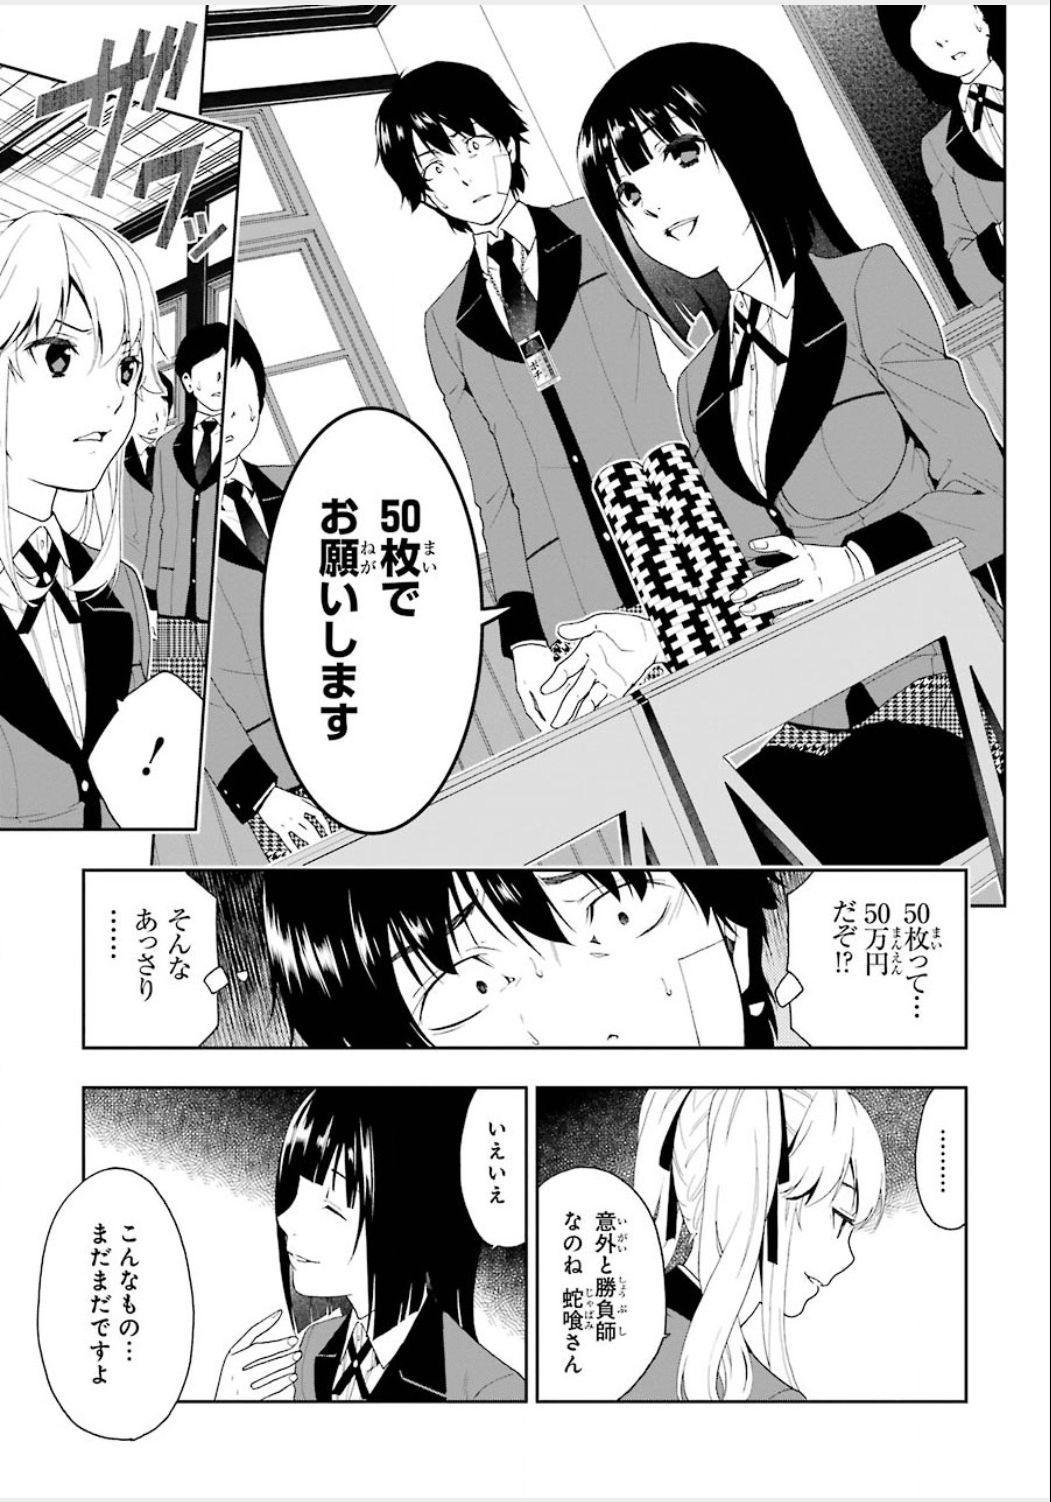 50枚で
お願いします
ザワ
ザワッ
ポチ
!
50枚って…
50万円
だぞ!?
そんな
あっさり
……
………
意外と勝負師
なのね 蛇喰さん
いえいえ
こんなもの…
まだまだですよ